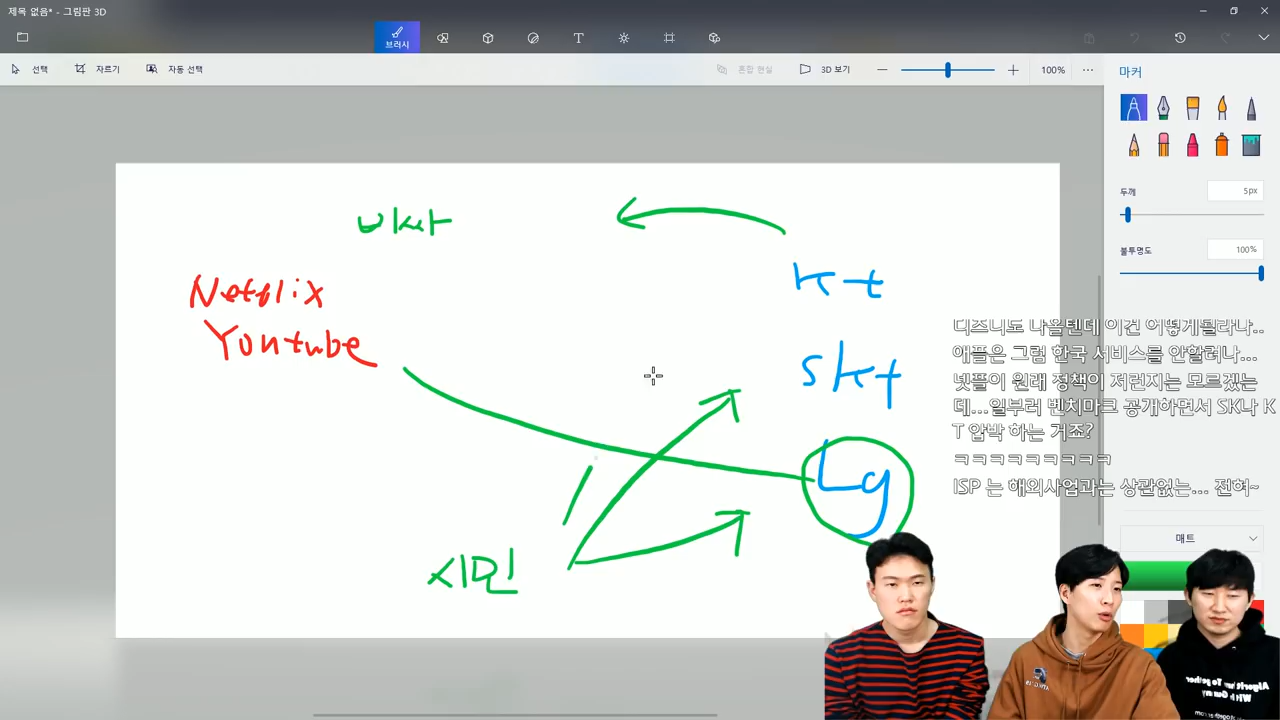 제목 없음* - 그림판 3D
브러시
선택
자르기
자동 선택
혼합 현실
3D 보기
100%
마커
두께
5px
불투명도
100%
Netflix
Youtube
kt
skt
Lg
시민
디즈니도 나올텐데 이건 어떻게될라나..
애플은 그럼 한국 서비스를 안할려나...
넷플이 원래 정책이 저런지는 모르겠는
데...일부러 벤치마크 공개하면서 SK나 K
T 압박 하는 거죠?
ㅋㅋㅋㅋㅋㅋㅋㅋㅋ
ISP 는 해외사업과는 상관없는... 전혀~
매트